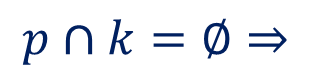 p ∩ k = ∅ ⇒